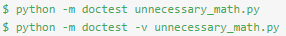 $ python -m doctest unnecessary_math.py
$ python -m doctest -v unnecessary_math.py